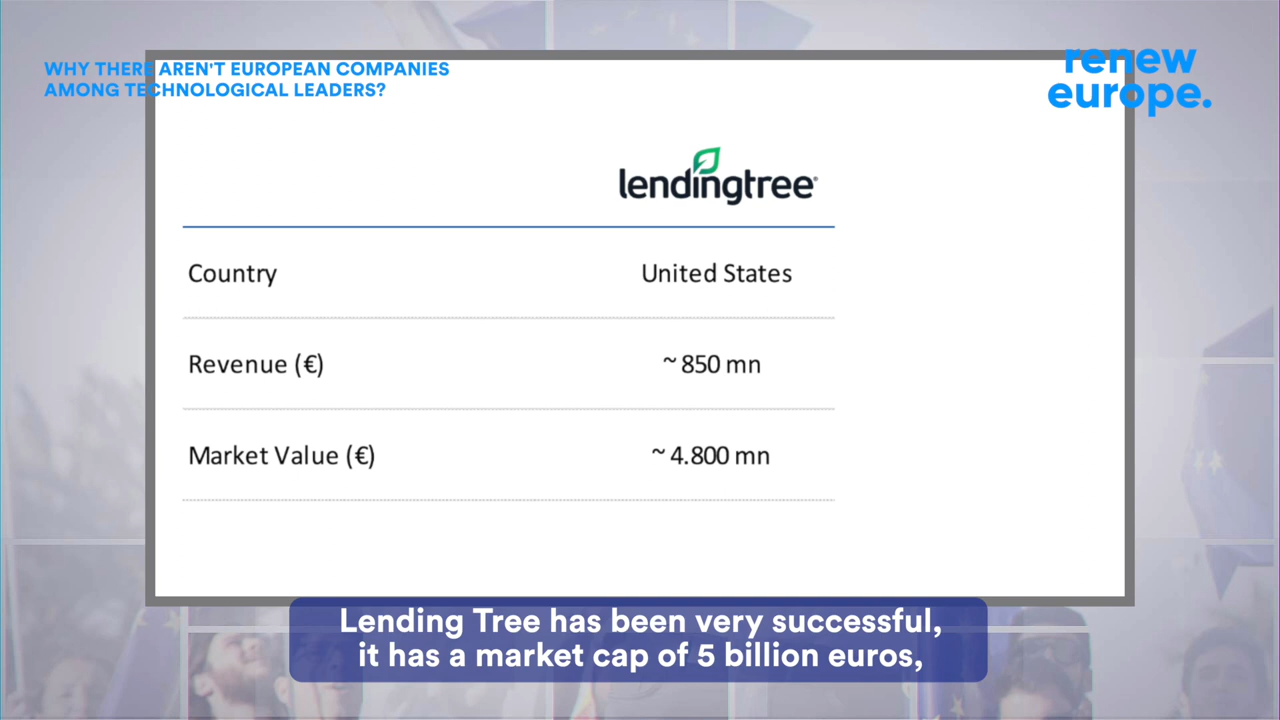 WHY THERE AREN'T EUROPEAN COMPANIES
AMONG TECHNOLOGICAL LEADERS?
renew
europe.
lendingtree®
Country United States
Revenue (€) ~ 850 mn
Market Value (€) ~ 4.800 mn
Lending Tree has been very successful,
it has a market cap of 5 billion euros,